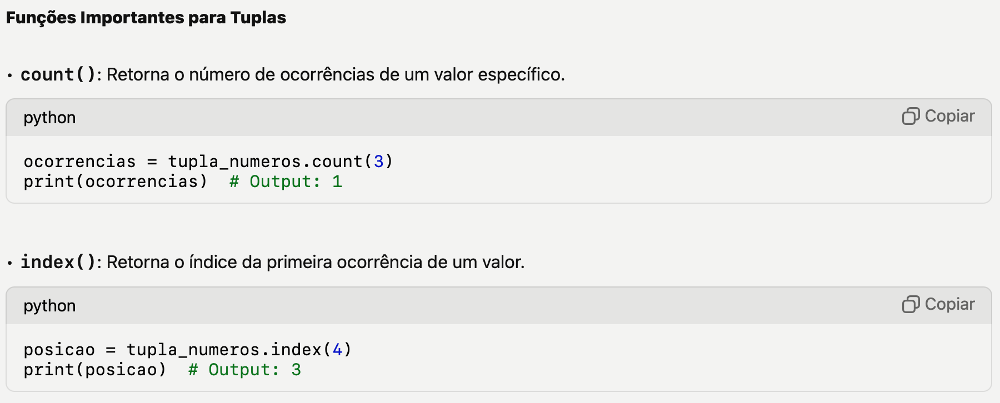 Funções Importantes para Tuplas
• count(): Retorna o número de ocorrências de um valor específico.
python
Copiar
ocorrencias = tupla_numeros.count(3)
print(ocorrencias)  # Output: 1
• index(): Retorna o índice da primeira ocorrência de um valor.
python
Copiar
posicao = tupla_numeros.index(4)
print(posicao)  # Output: 3